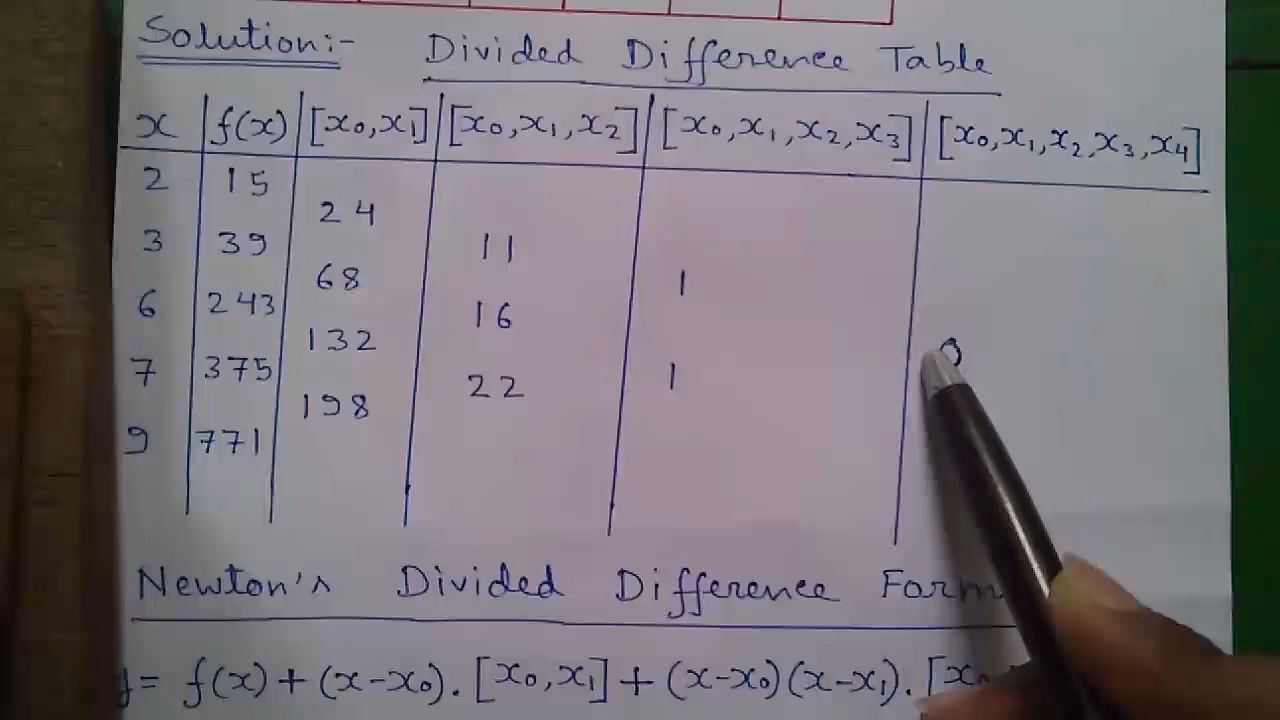 Solution:- Divided Difference Table
x f(x) [x₀,x₁] [x₀,x₁,x₂] [x₀,x₁,x₂,x₃] [x₀,x₁,x₂,x₃,x₄]
2 15
24
3 39 11
68 1
6 243 16
132 0
7 375 22 1
198
9 771
Newton's Divided Difference
y = f(x) + (x-x₀). [x₀,x₁] + (x-x₀)(x-x₁). [x₀